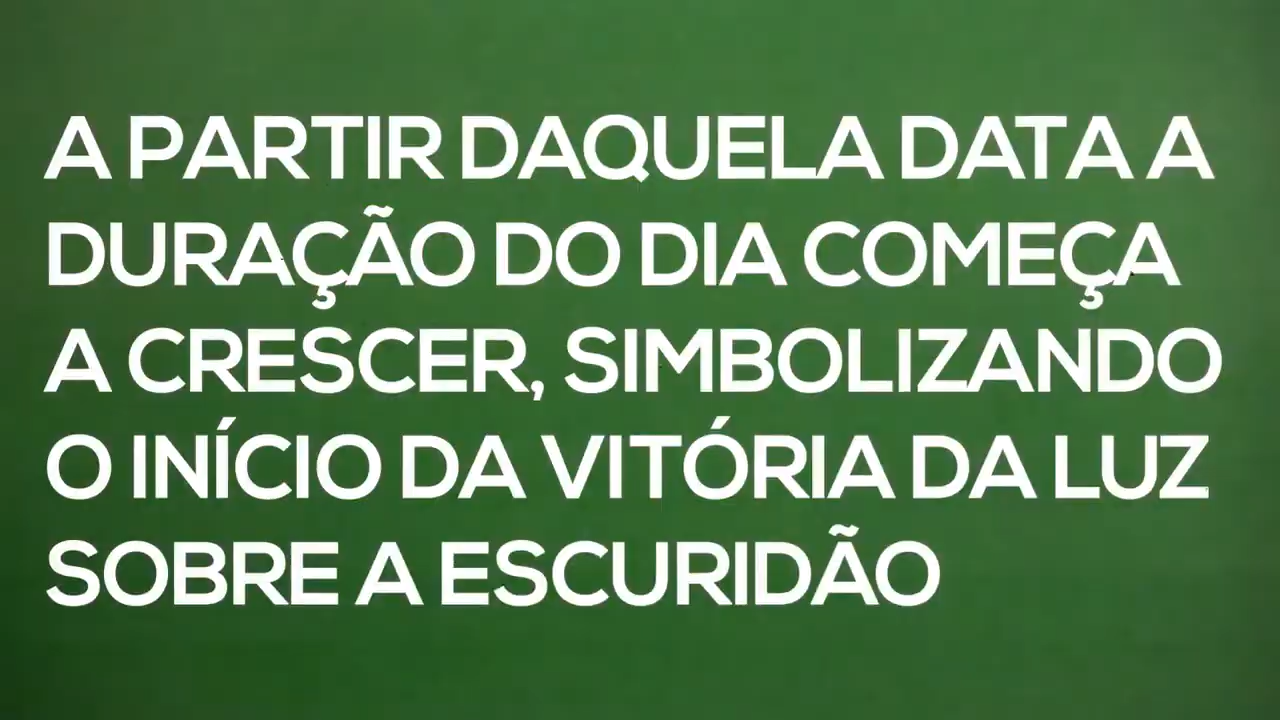 A PARTIR DAQUELA DATA A
DURAÇÃO DO DIA COMEÇA
A CRESCER, SIMBOLIZANDO
O INÍCIO DA VITÓRIA DA LUZ
SOBRE A ESCURIDÃO